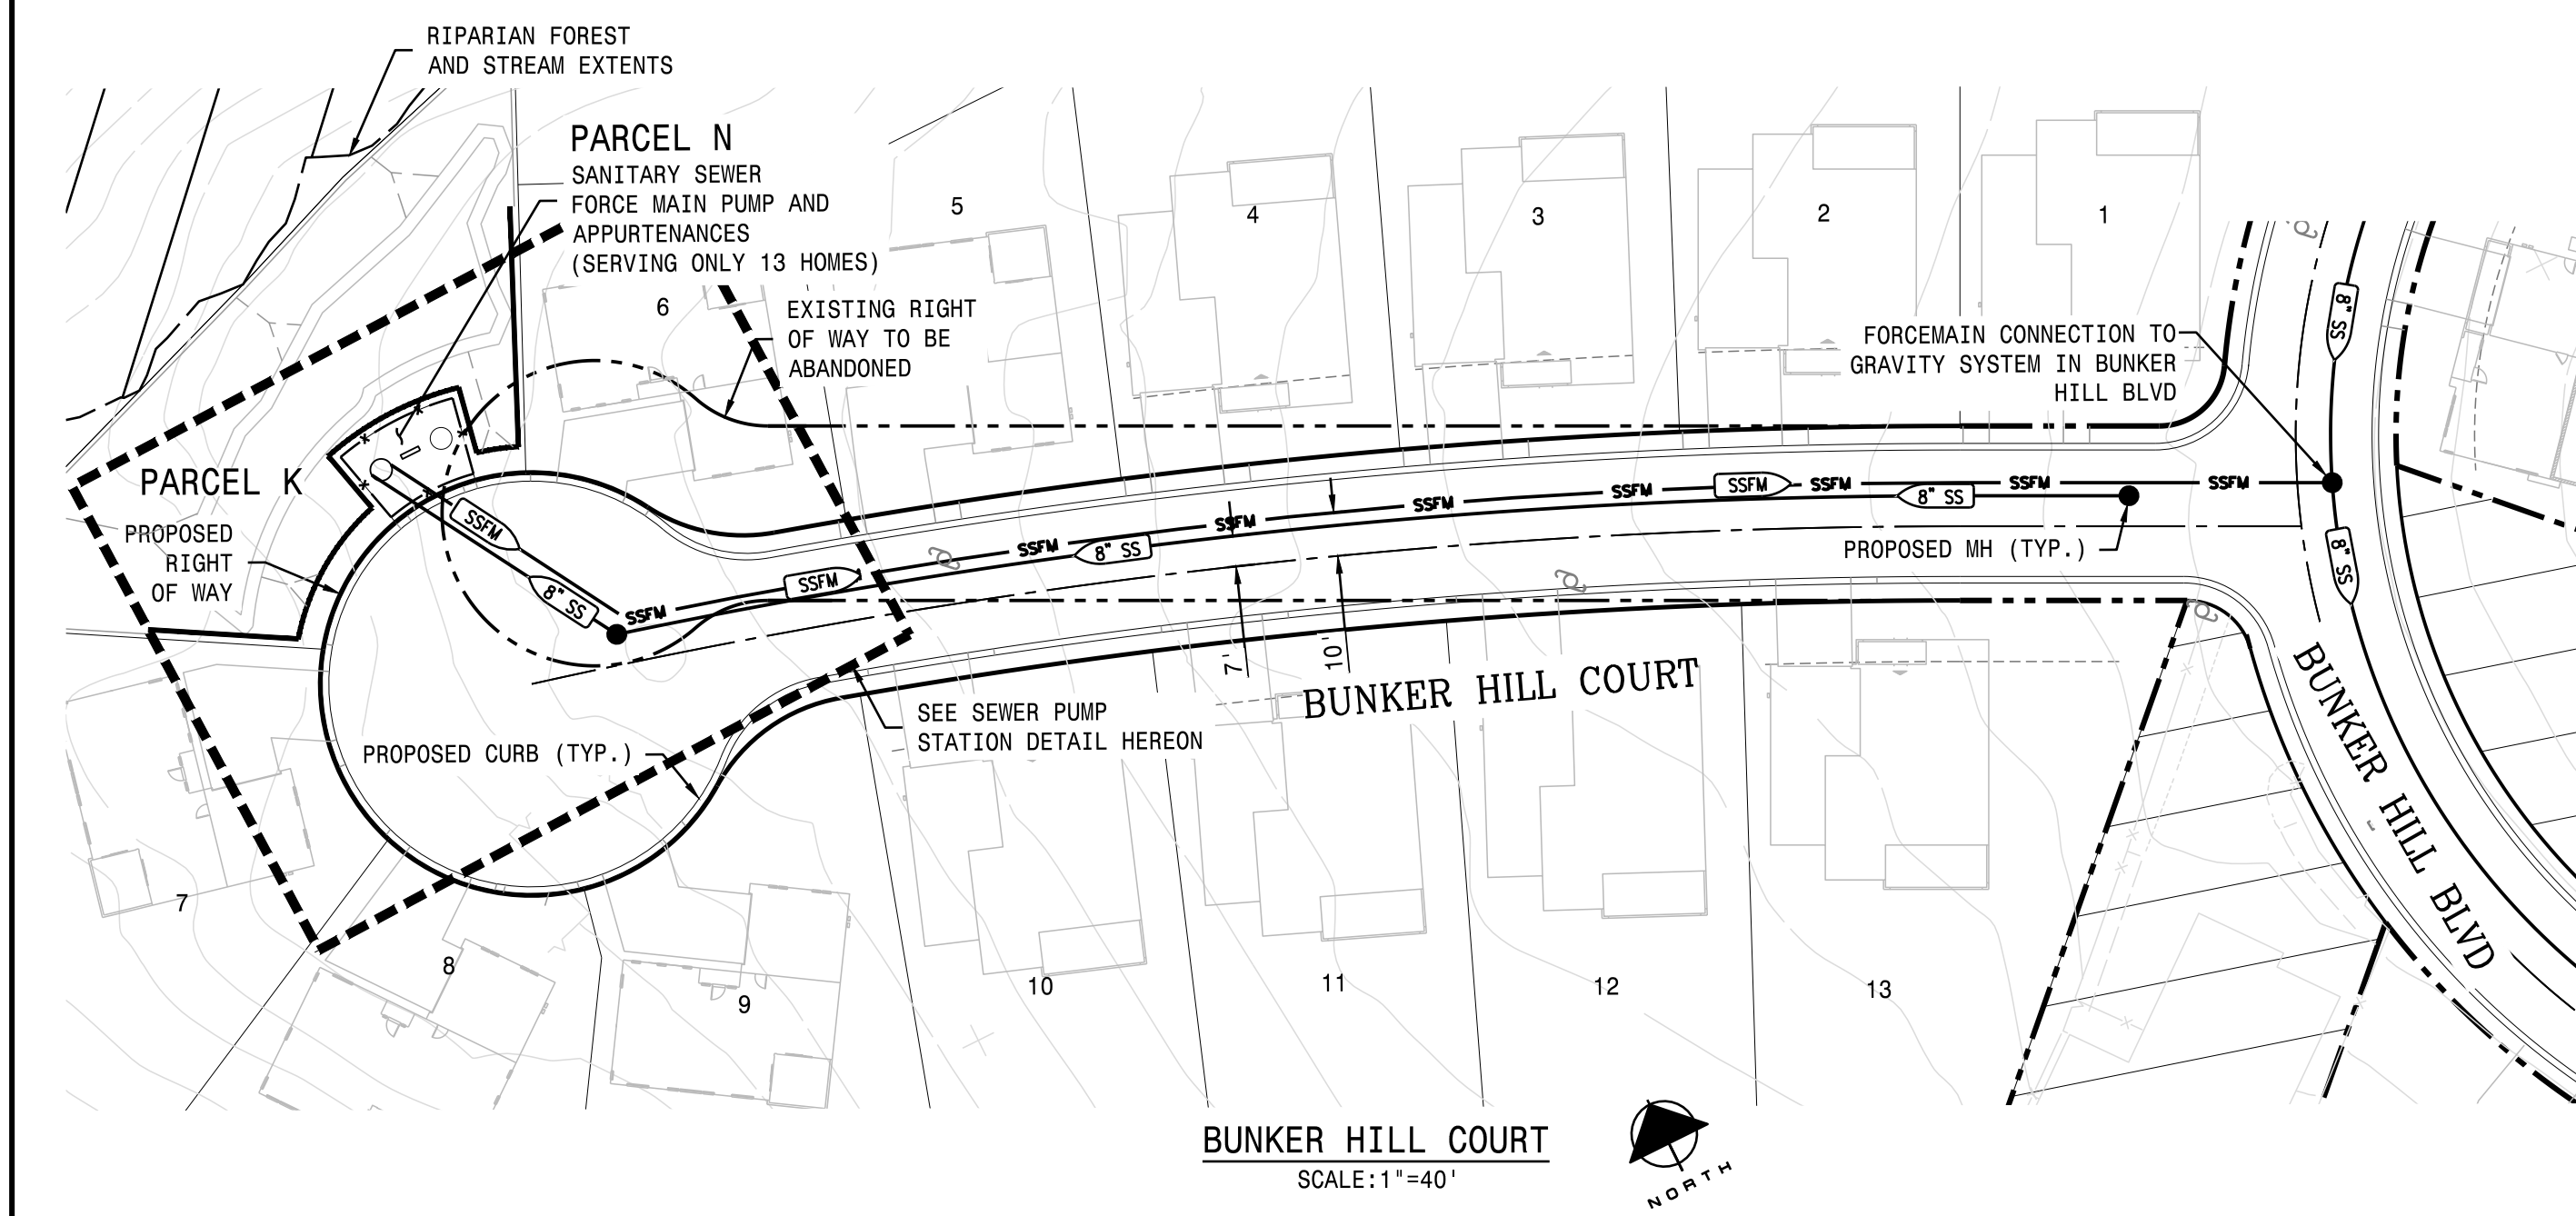 RIPARIAN FOREST
AND STREAM EXTENTS
PARCEL N
SANITARY SEWER
FORCE MAIN PUMP AND
APPURTENANCES
(SERVING ONLY 13 HOMES)
EXISTING RIGHT
OF WAY TO BE
ABANDONED
6
5
4
3
2
1
FORCEMAIN CONNECTION TO
GRAVITY SYSTEM IN BUNKER
HILL BLVD
8" SS
PARCEL K
PROPOSED
RIGHT
OF WAY
SSFM
8" SS
SSFM
SSFM
SSFM
8" SS
SSFM
SSFM
SSFM
SSFM
SSFM
8" SS
SSFM
SSFM
8" SS
PROPOSED MH (TYP.)
7'
10'
BUNKER HILL COURT
BUNKER HILL BLVD
SEE SEWER PUMP
STATION DETAIL HEREON
PROPOSED CURB (TYP.)
7
8
9
10
11
12
13
BUNKER HILL COURT
SCALE:1"=40'
NORTH